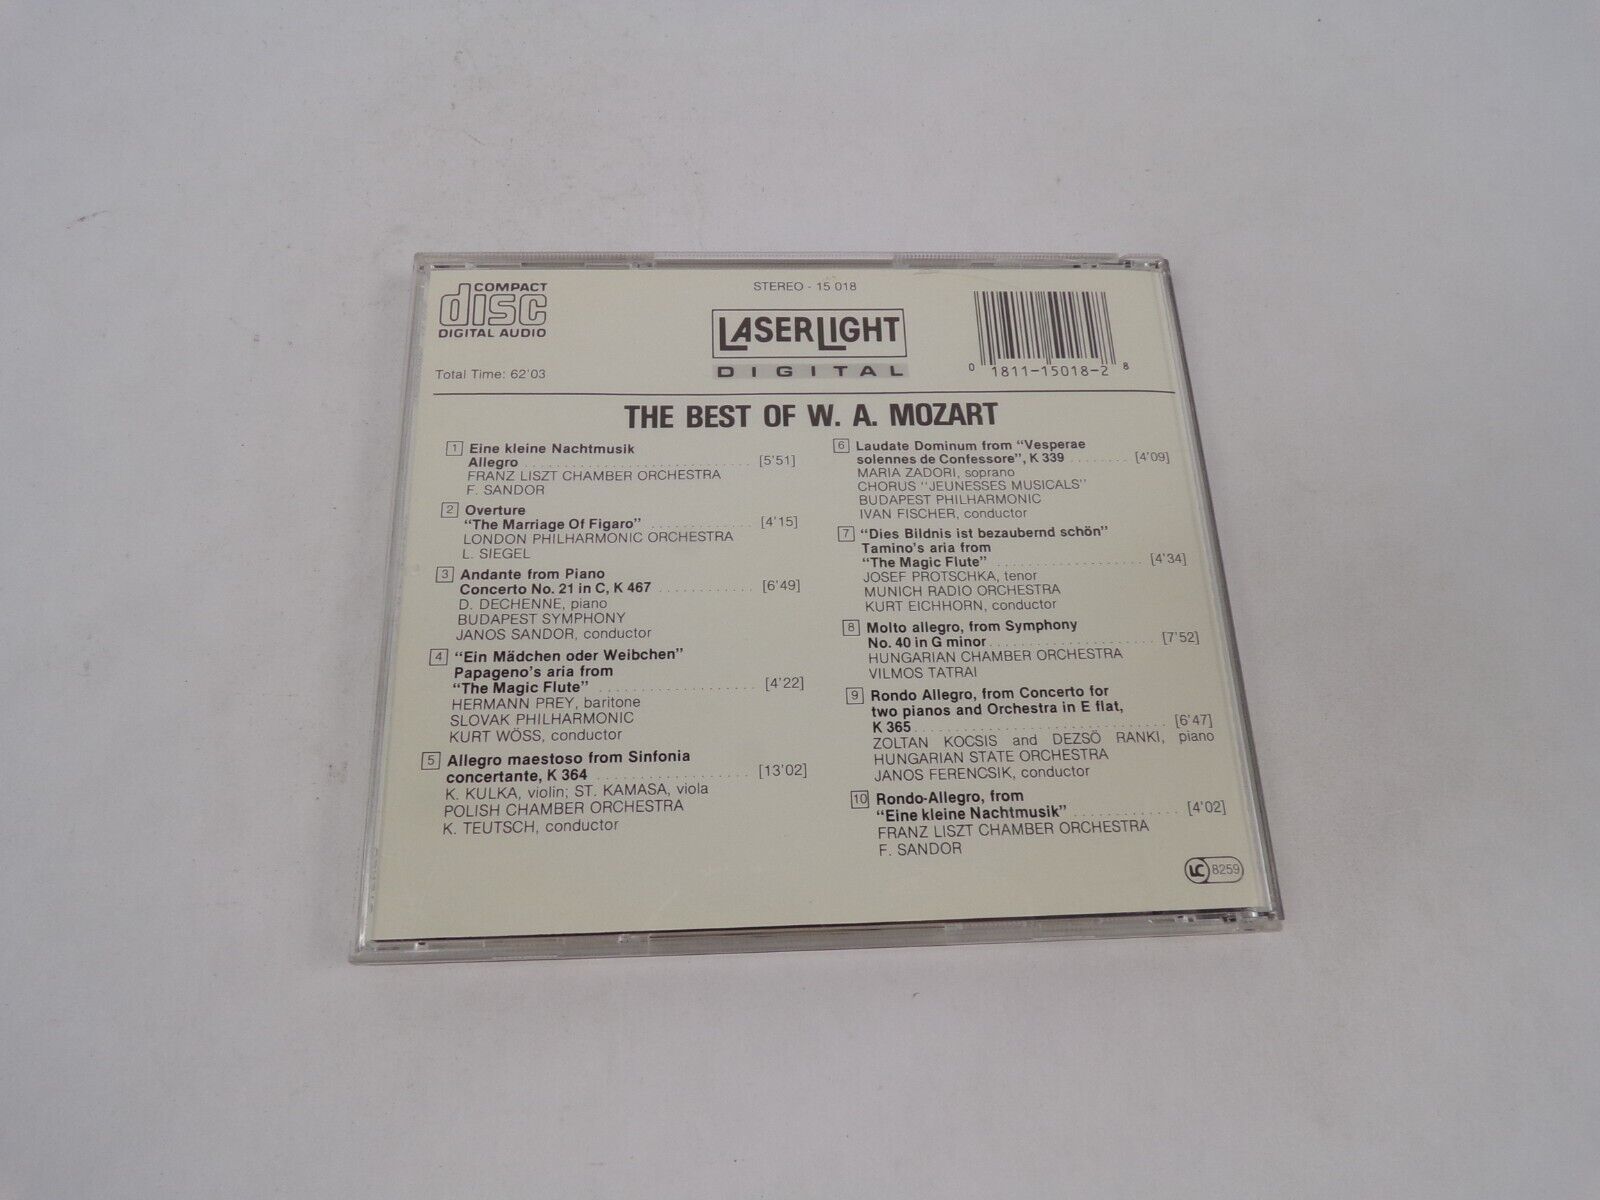 COMPACT
disc
DIGITAL AUDIO
STEREO - 15 018
LASERLIGHT
DIGITAL
0 1811-15018-2 8
Total Time: 62'03
THE BEST OF W. A. MOZART
1 Eine kleine Nachtmusik
Allegro [5'51]
FRANZ LISZT CHAMBER ORCHESTRA
F. SANDOR
2 Overture
"The Marriage Of Figaro" [4'15]
LONDON PHILHARMONIC ORCHESTRA
L. SIEGEL
3 Andante from Piano
Concerto No. 21 in C, K 467 [6'49]
D. DECHENNE, piano
BUDAPEST SYMPHONY
JANOS SANDOR, conductor
4 "Ein Mädchen oder Weibchen"
Papageno's aria from
"The Magic Flute" [4'22]
HERMANN PREY, baritone
SLOVAK PHILHARMONIC
KURT WÖSS, conductor
5 Allegro maestoso from Sinfonia
concertante, K 364 [13'02]
K. KULKA, violin; ST. KAMASA, viola
POLISH CHAMBER ORCHESTRA
K. TEUTSCH, conductor
6 Laudate Dominum from "Vesperae
solennes de Confessore", K 339 [4'09]
MARIA ZADORI, soprano
CHORUS "JEUNESSES MUSICALS"
BUDAPEST PHILHARMONIC
IVAN FISCHER, conductor
7 "Dies Bildnis ist bezaubernd schön"
Tamino's aria from
"The Magic Flute" [4'34]
JOSEF PROTSCHKA, tenor
MUNICH RADIO ORCHESTRA
KURT EICHHORN, conductor
8 Molto allegro, from Symphony
No. 40 in G minor [7'52]
HUNGARIAN CHAMBER ORCHESTRA
VILMOS TATRAI
9 Rondo Allegro, from Concerto for
two pianos and Orchestra in E flat,
K 365 [6'47]
ZOLTAN KOCSIS and DEZSÖ RANKI, piano
HUNGARIAN STATE ORCHESTRA
JANOS FERENCSIK, conductor
10 Rondo-Allegro, from
"Eine kleine Nachtmusik" [4'02]
FRANZ LISZT CHAMBER ORCHESTRA
F. SANDOR
LC 8259